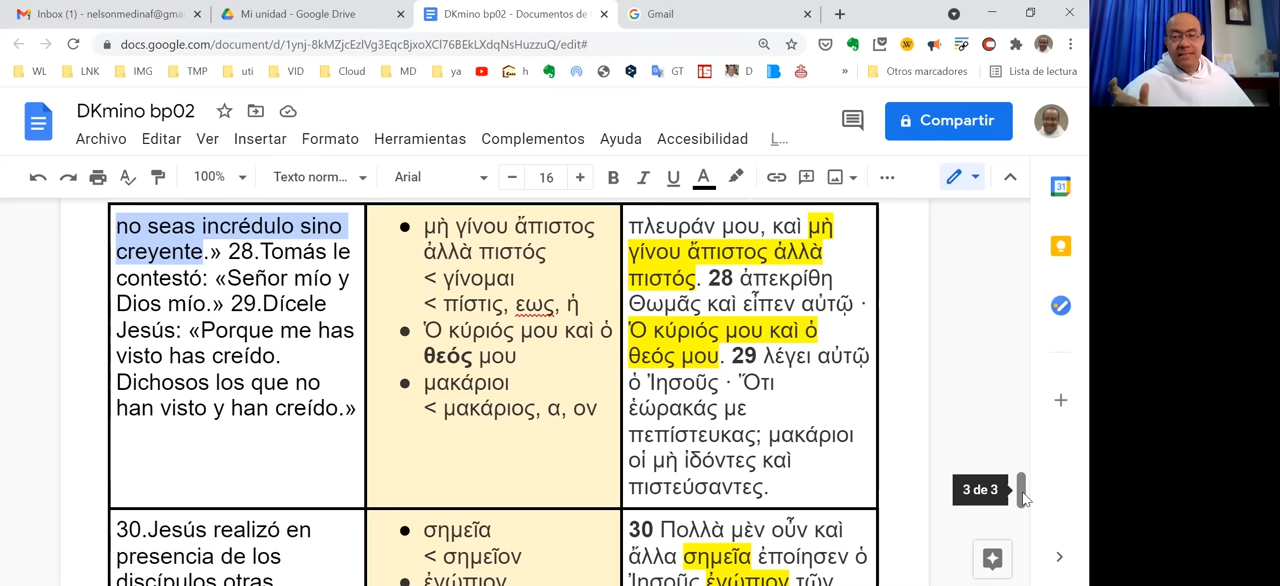 Inbox (1) - nelsonmedinaf@gma
Mi unidad - Google Drive
DKmino bp02 - Documentos de
Gmail
docs.google.com/document/d/1ynj-8kMZjcEzlVg3EqcBjxoXCl76BEkLXdqNsHuzzuQ/edit#
WL LNK IMG TMP uti VID Cloud MD ya h GT D » Otros marcadores Lista de lectura
DKmino bp02
Compartir
Archivo Editar Ver Insertar Formato Herramientas Complementos Ayuda Accesibilidad L...
100% Texto norm... Arial 16 B I U A
no seas incrédulo sino
creyente.» 28.Tomás le
contestó: «Señor mío y
Dios mío.» 29.Dícele
Jesús: «Porque me has
visto has creído.
Dichosos los que no
han visto y han creído.»
● μὴ γίνου ἄπιστος
ἀλλὰ πιστός
< γίνομαι
< πίστις, εως, ἡ
● Ὁ κύριός μου καὶ ὁ
θεός μου
● μακάριοι
< μακάριος, α, ον
πλευράν μου, καὶ μὴ
γίνου ἄπιστος ἀλλὰ
πιστός. 28 ἀπεκρίθη
Θωμᾶς καὶ εἶπεν αὐτῷ ·
Ὁ κύριός μου καὶ ὁ
θεός μου. 29 λέγει αὐτῷ
ὁ Ἰησοῦς · Ὅτι
ἑώρακάς με
πεπίστευκας; μακάριοι
οἱ μὴ ἰδόντες καὶ
πιστεύσαντες.
3 de 3
30.Jesús realizó en
presencia de los
discípulos otras
● σημεῖα
< σημεῖον
● ἐνώπιον
30 Πολλὰ μὲν οὖν καὶ
ἄλλα σημεῖα ἐποίησεν ὁ
Ἰησοῦς ἐνώπιον τῶν
31